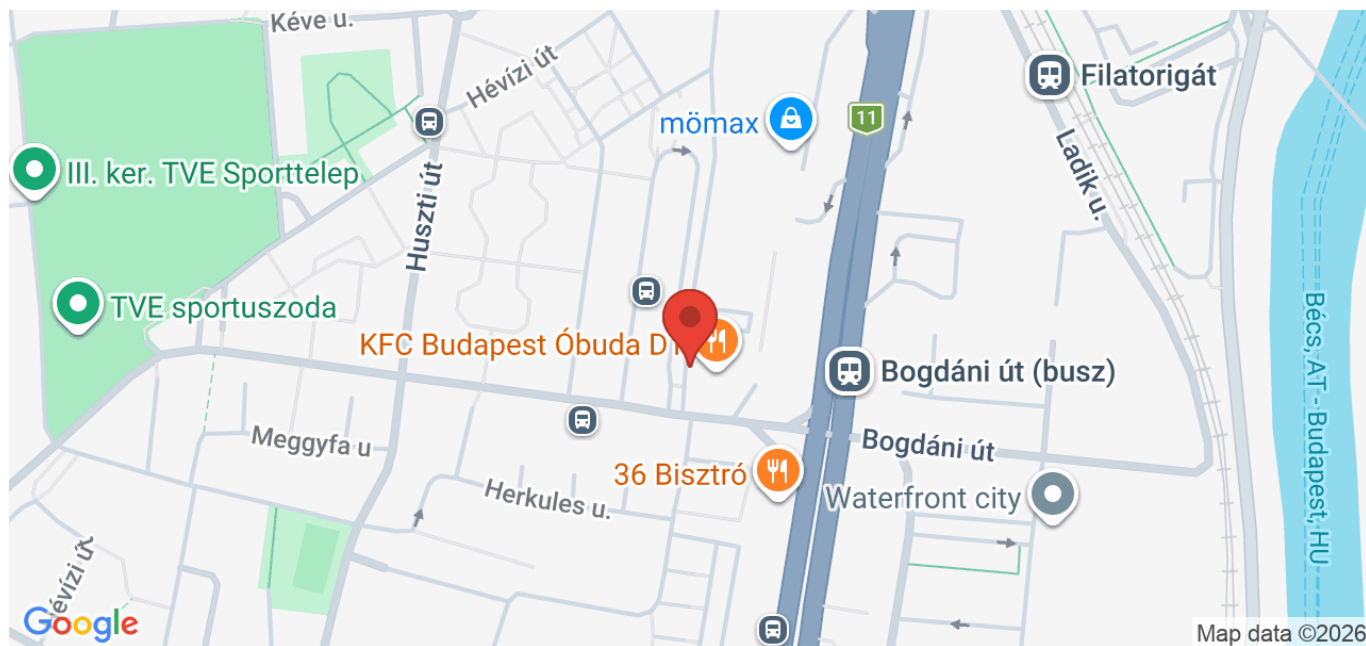 Kéve u.
Hévízi út
mömax
11
Filatorigát
III. ker. TVE Sporttelep
Huszti út
Ladik u.
TVE sportuszoda
KFC Budapest Óbuda D
Bogdáni út (busz)
Bécs, AT - Budapest, HU
Meggyfa u
Bogdáni út
36 Bisztró
Herkules u.
Waterfront city
Hévízi út
Google
Map data ©2026